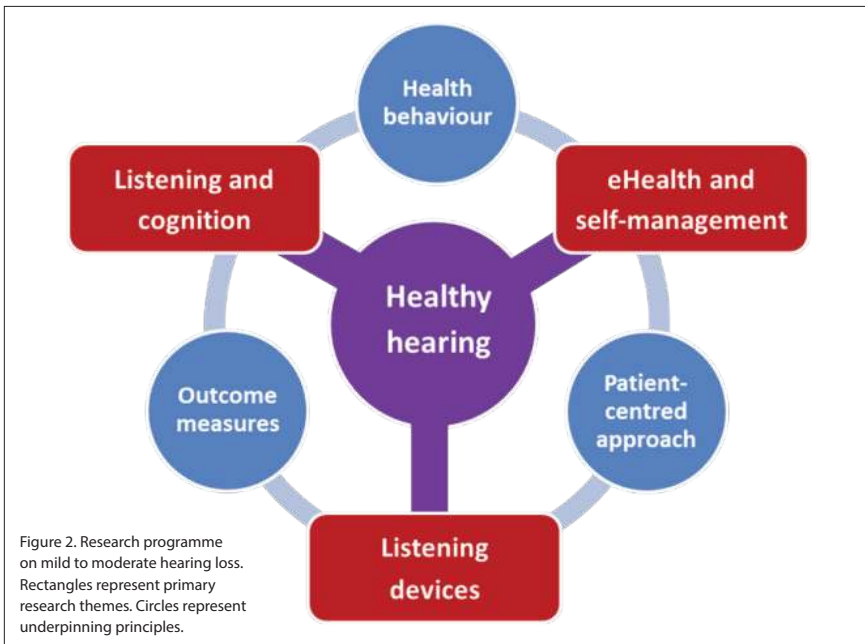 Health
behaviour
Listening and
cognition
eHealth and
self-management
Healthy
hearing
Outcome
measures
Patient-
centred
approach
Listening
devices
Figure 2. Research programme
on mild to moderate hearing loss.
Rectangles represent primary
research themes. Circles represent
underpinning principles.